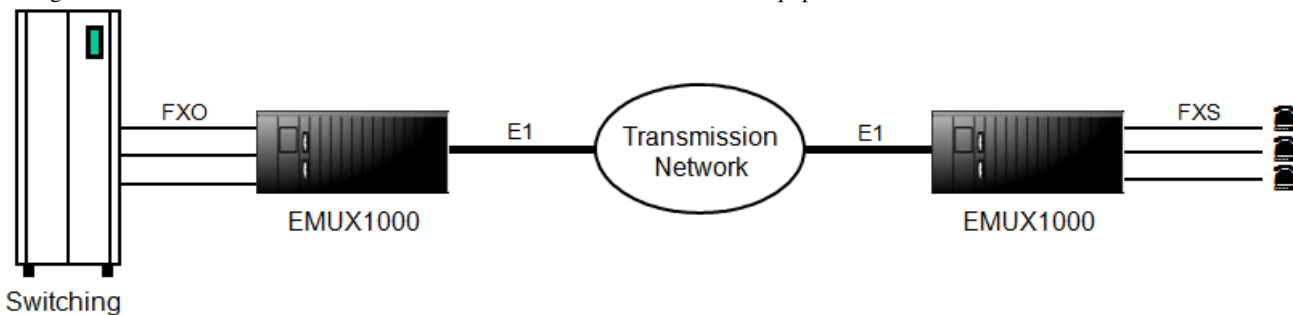 FXO
E1
Transmission
Network
E1
FXS
EMUX1000
EMUX1000
Switching